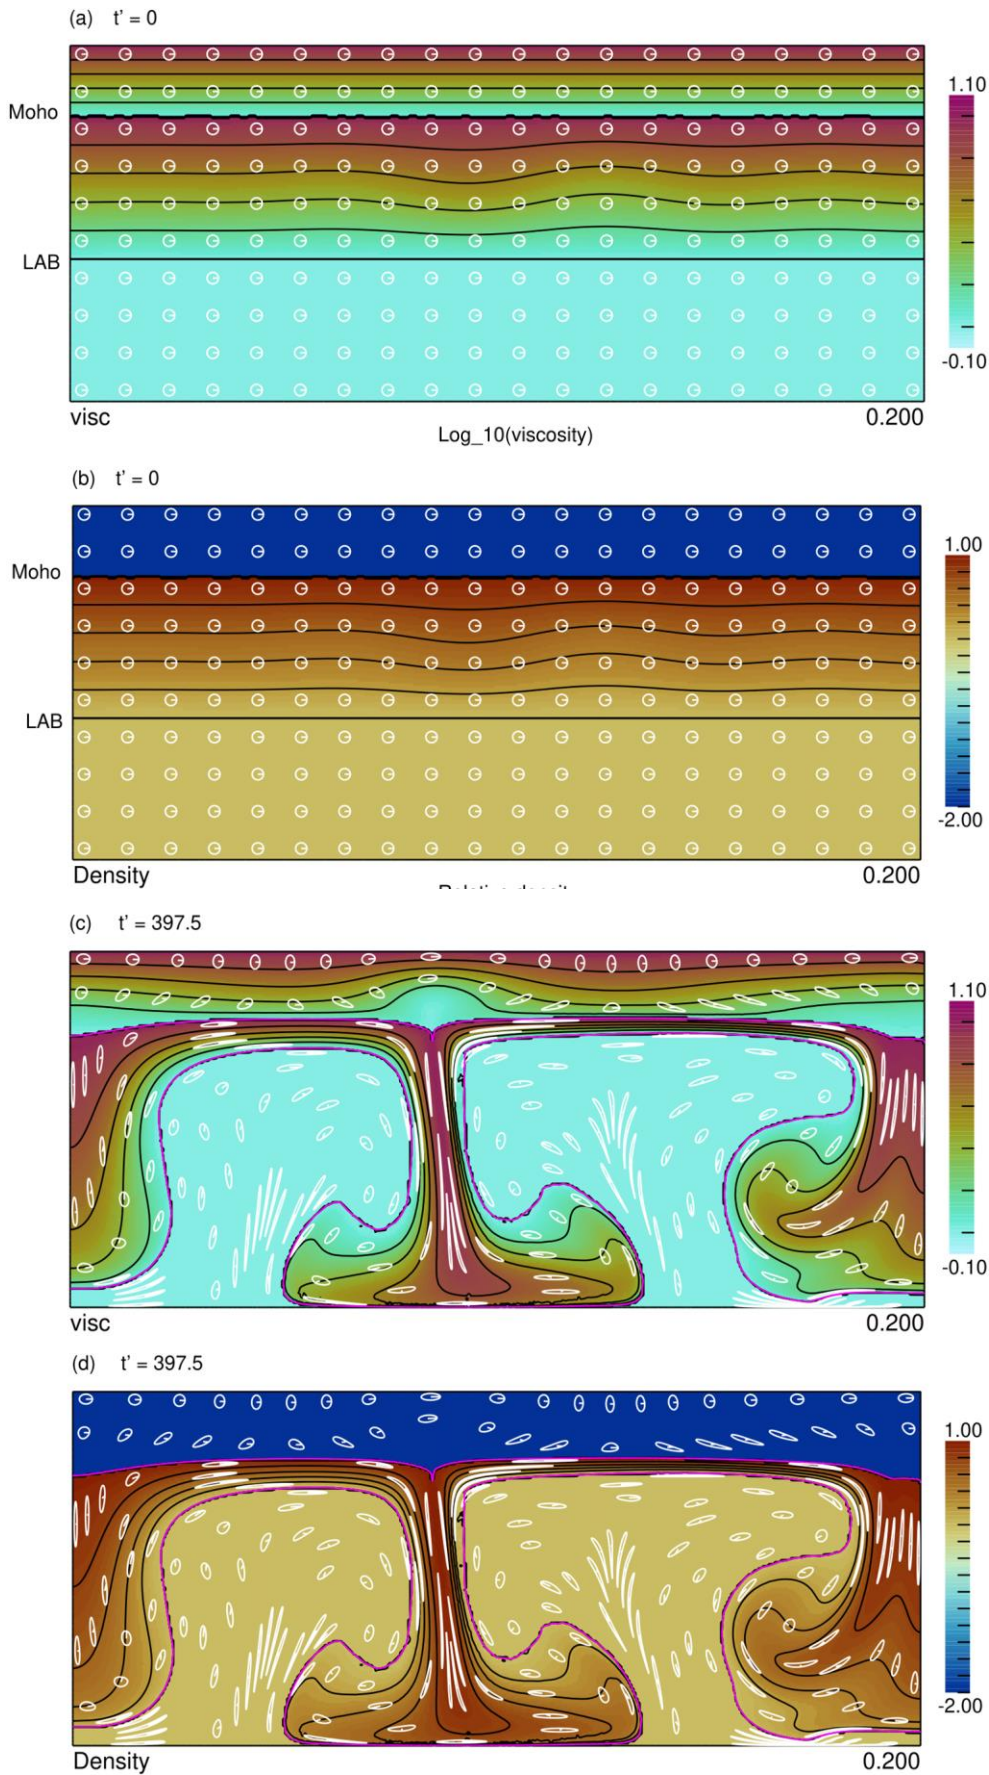 (a) t' = 0
1.10
Moho
LAB
-0.10
visc 0.200
Log_10(viscosity)
(b) t' = 0
1.00
Moho
LAB
-2.00
Density 0.200
(c) t' = 397.5
1.10
-0.10
visc 0.200
(d) t' = 397.5
1.00
-2.00
Density 0.200